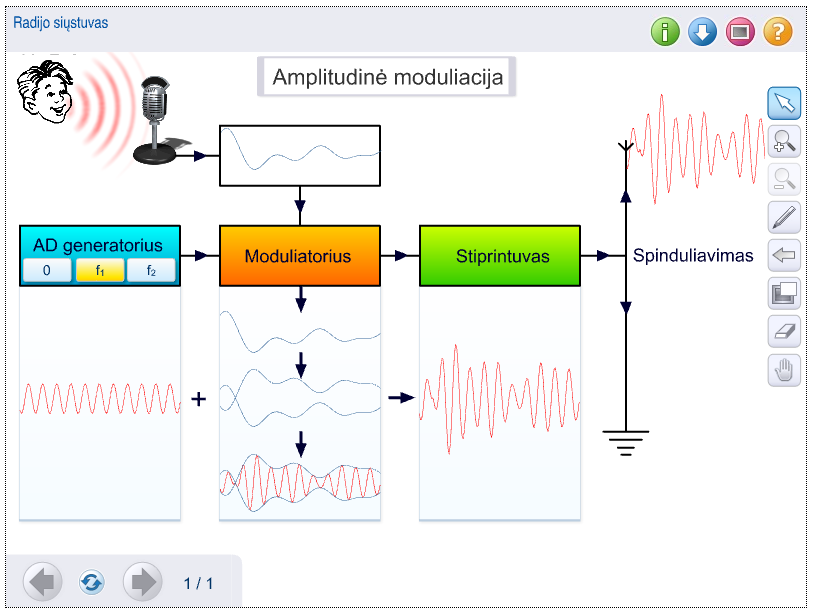 Radijo siųstuvas
Amplitudinė moduliacija
AD generatorius
0
f₁
f₂
Moduliatorius
Stiprintuvas
Spinduliavimas
+
1 / 1